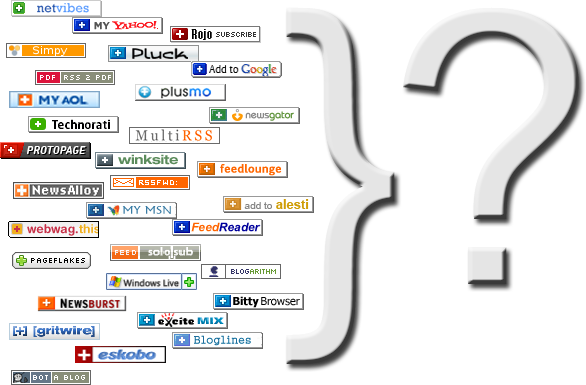 netvibes
MY YAHOO!
Rojo SUBSCRIBE
Simpy
Pluck
Add to Google
PDF RSS 2 PDF
MY AOL
plusmo
newsgator
Technorati
MultiRSS
PROTOPAGE
winksite
feedlounge
RSSFWD:
NewsAlloy
add to alesti
MY MSN
webwag.this
FeedReader
FEED solo|sub
PAGEFLAKES
BLOGARITHM
Windows Live
NEWSBURST
Bitty Browser
excite MIX
[+] [gritwire]
Bloglines
eskobo
BOT A BLOG
}?